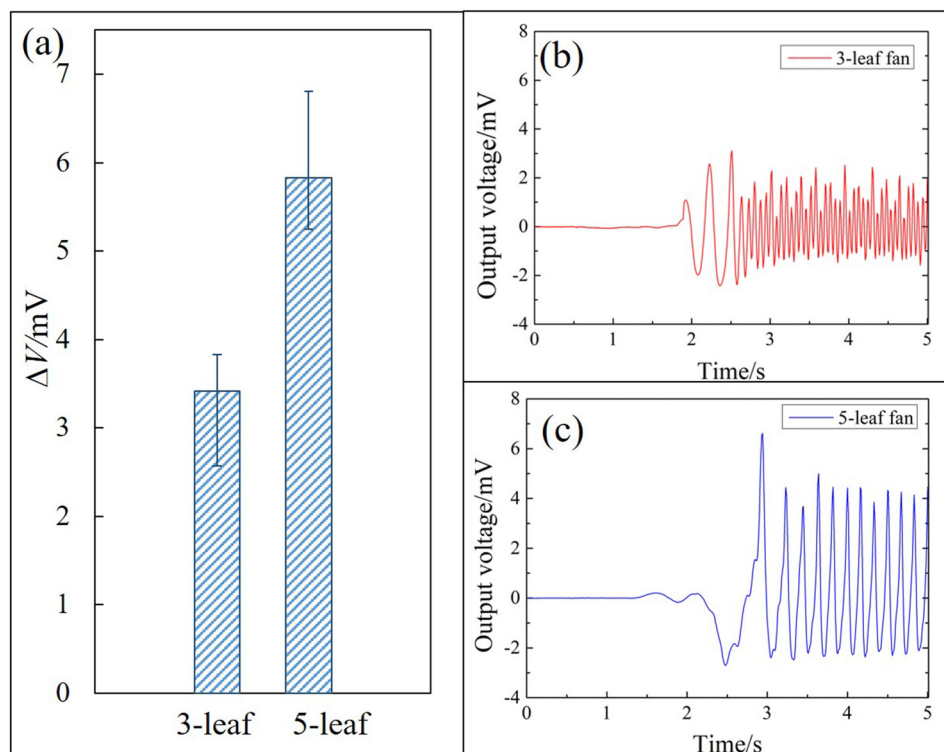 (a)
ΔV/mV
7
6
5
4
3
2
1
0
3-leaf 5-leaf
(b)
3-leaf fan
Output voltage/mV
8
6
4
2
0
-2
-4
0 1 2 3 4 5
Time/s
(c)
5-leaf fan
Output voltage/mV
8
6
4
2
0
-2
-4
0 1 2 3 4 5
Time/s